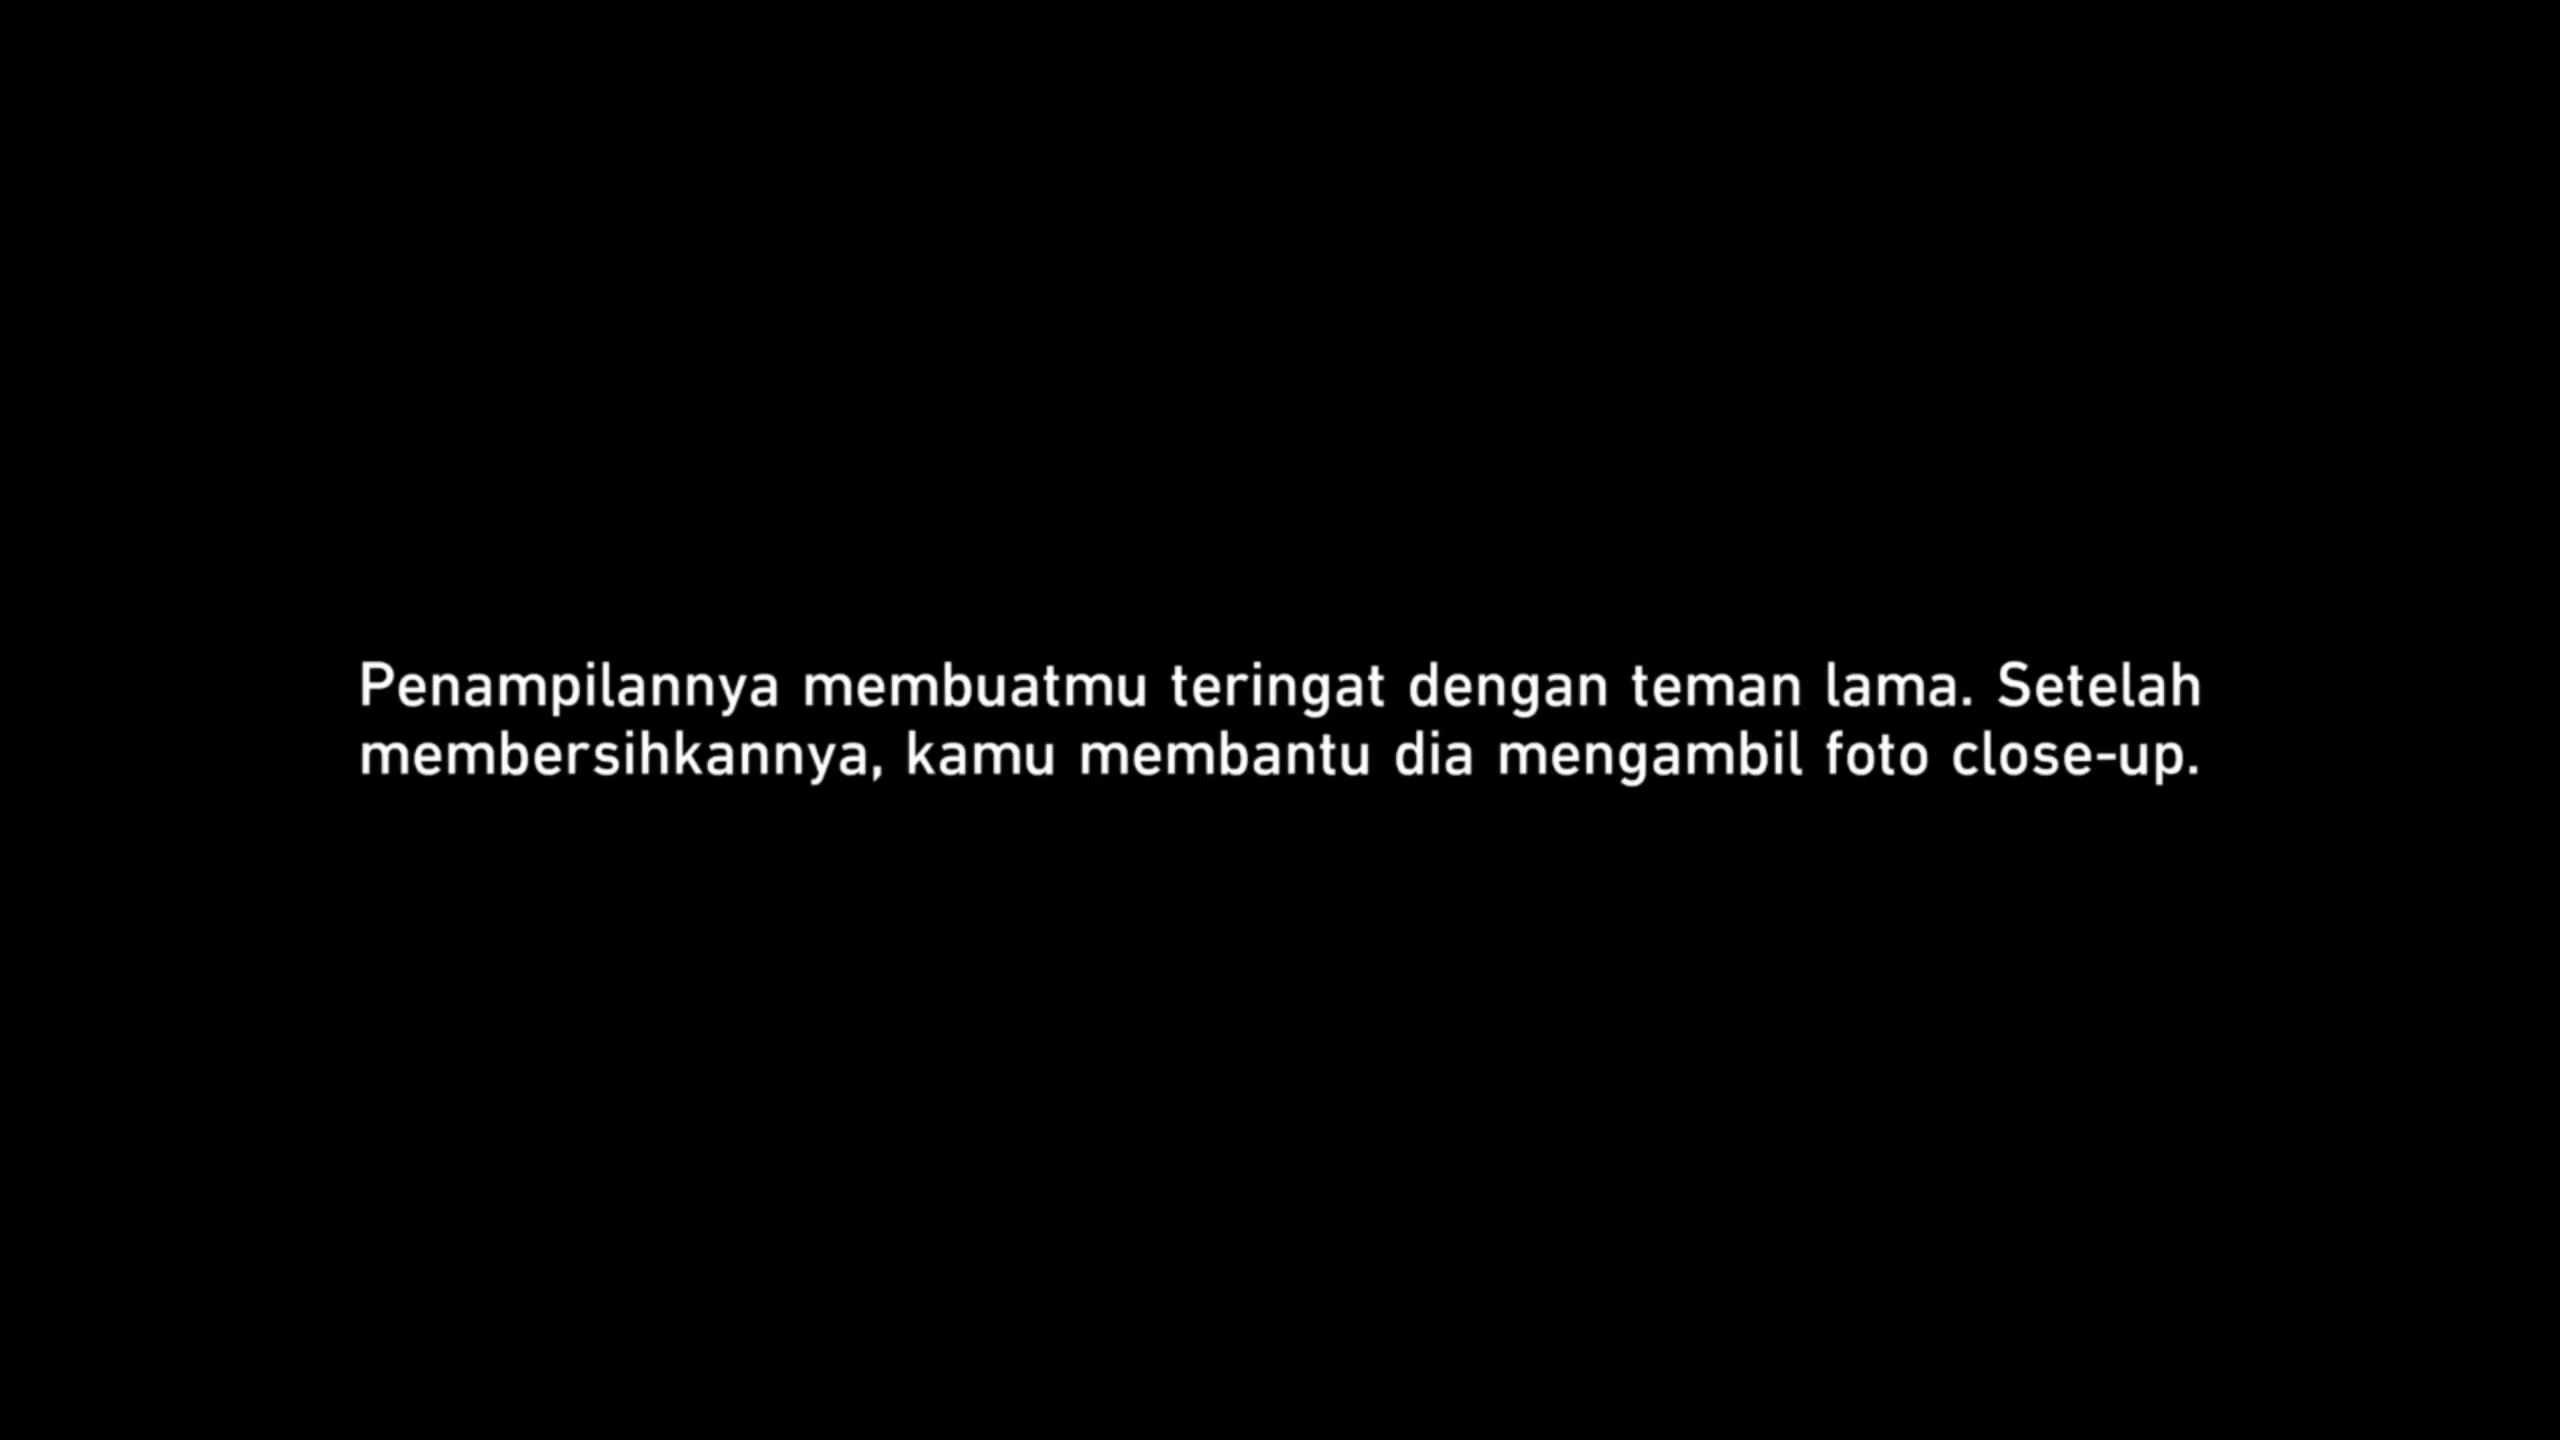 Penampilannya membuatmu teringat dengan teman lama. Setelah
membersihkannya, kamu membantu dia mengambil foto close-up.